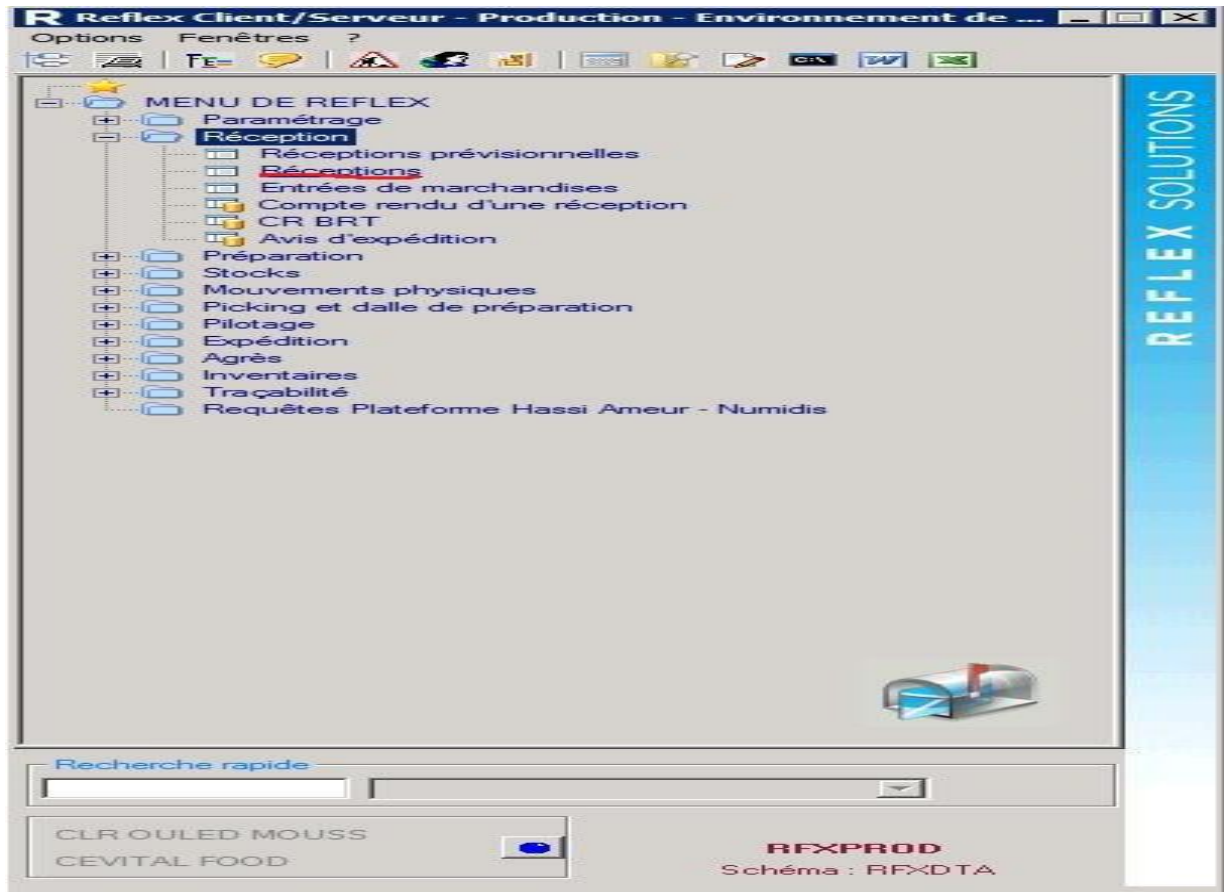 R Reflex Client/Serveur - Production - Environnement de ...
Options Fenêtres ?
MENU DE REFLEX
Paramétrage
Réception
Réceptions prévisionnelles
Réceptions
Entrées de marchandises
Compte rendu d'une réception
CR BRT
Avis d'expédition
Préparation
Stocks
Mouvements physiques
Picking et dalle de préparation
Pilotage
Expédition
Agrès
Inventaires
Traçabilité
Requêtes Plateforme Hassi Ameur - Numidis
REFLEX SOLUTIONS
Recherche rapide
CLR OULED MOUSS
CEVITAL FOOD
RFXPROD
Schéma : RFXDTA